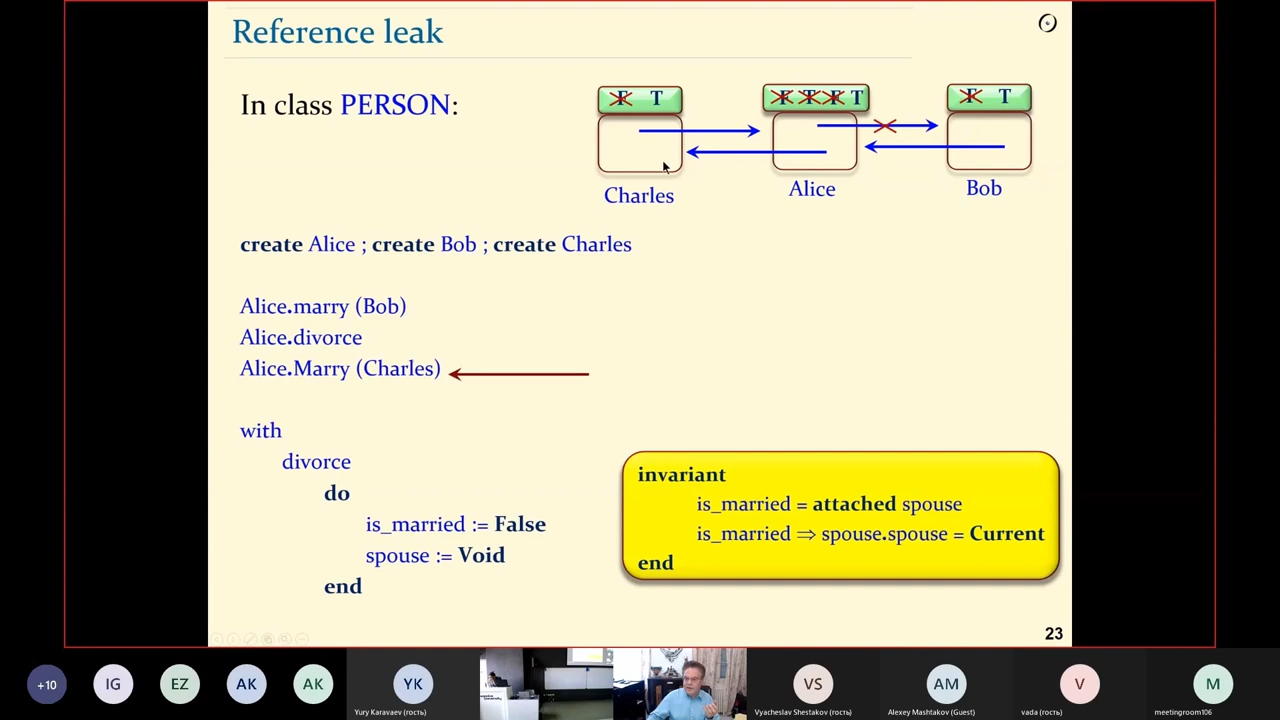 Reference leak
In class PERSON:
F T
F T F T
F T
Charles
Alice
Bob
create Alice ; create Bob ; create Charles
Alice.marry (Bob)
Alice.divorce
Alice.Marry (Charles)
with
divorce
do
is_married := False
spouse := Void
end
invariant
is_married = attached spouse
is_married ⇒ spouse.spouse = Current
end
23
+10
IG
EZ
AK
AK
YK
VS
AM
V
M
Yury Karavaev (гость)
Vyacheslav Shestakov (гость)
Alexey Mashtakov (Guest)
vada (гость)
meetingroom106